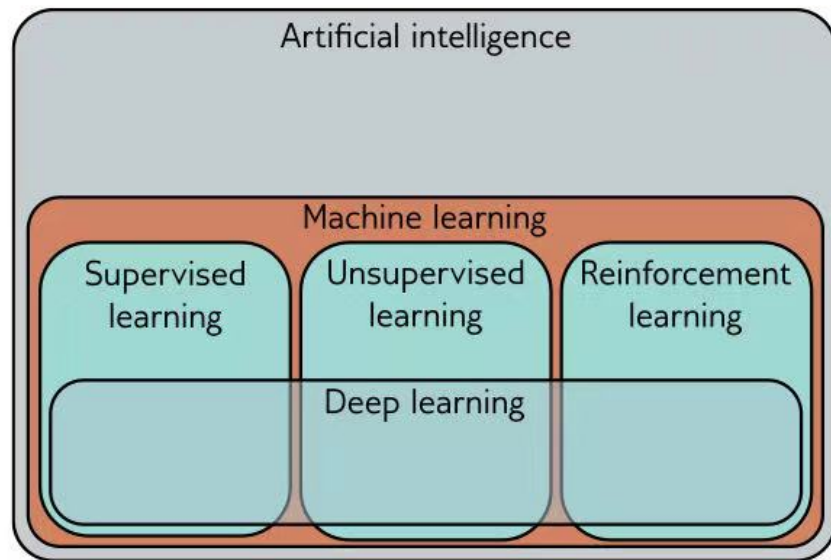 Artificial intelligence
Machine learning
Supervised
learning
Unsupervised
learning
Reinforcement
learning
Deep learning